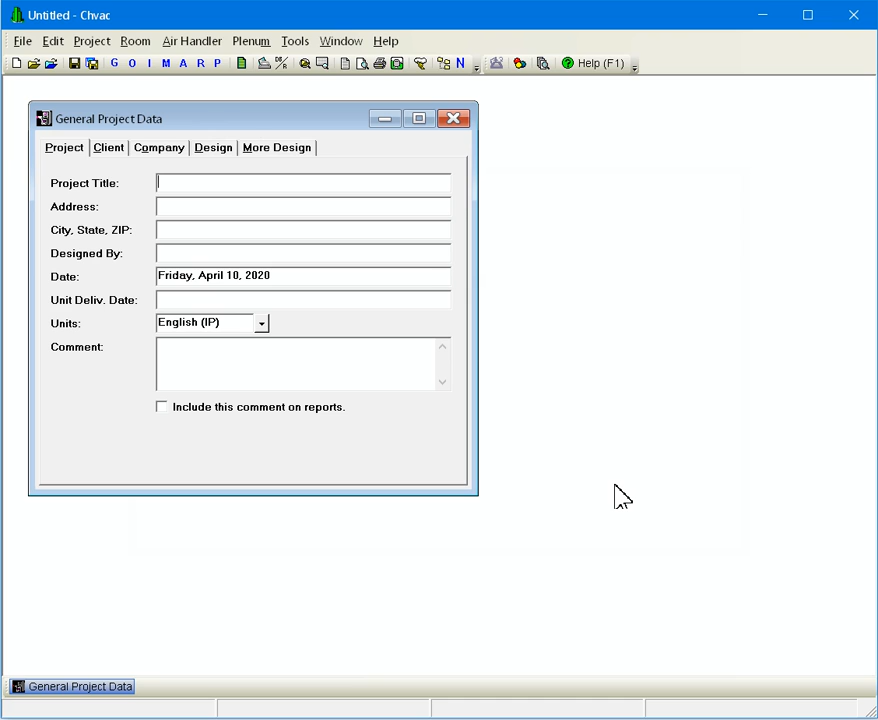 Untitled - Chvac
File Edit Project Room Air Handler Plenum Tools Window Help
G O I M A R P N Help (F1)
General Project Data
Project Client Company Design More Design
Project Title:
Address:
City, State, ZIP:
Designed By:
Date: Friday, April 10, 2020
Unit Deliv. Date:
Units: English (IP)
Comment:
Include this comment on reports.
General Project Data